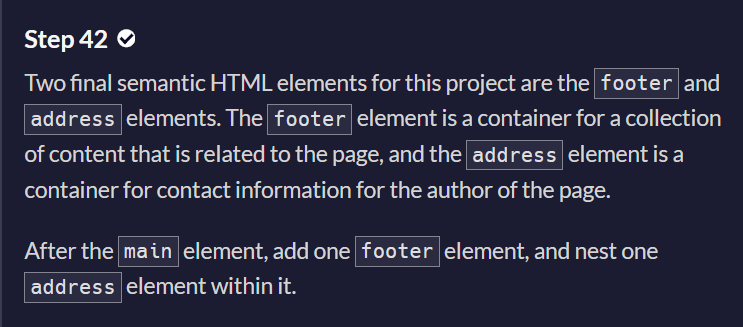 Step 42
Two final semantic HTML elements for this project are the footer and
address elements. The footer element is a container for a collection
of content that is related to the page, and the address element is a
container for contact information for the author of the page.
After the main element, add one footer element, and nest one
address element within it.